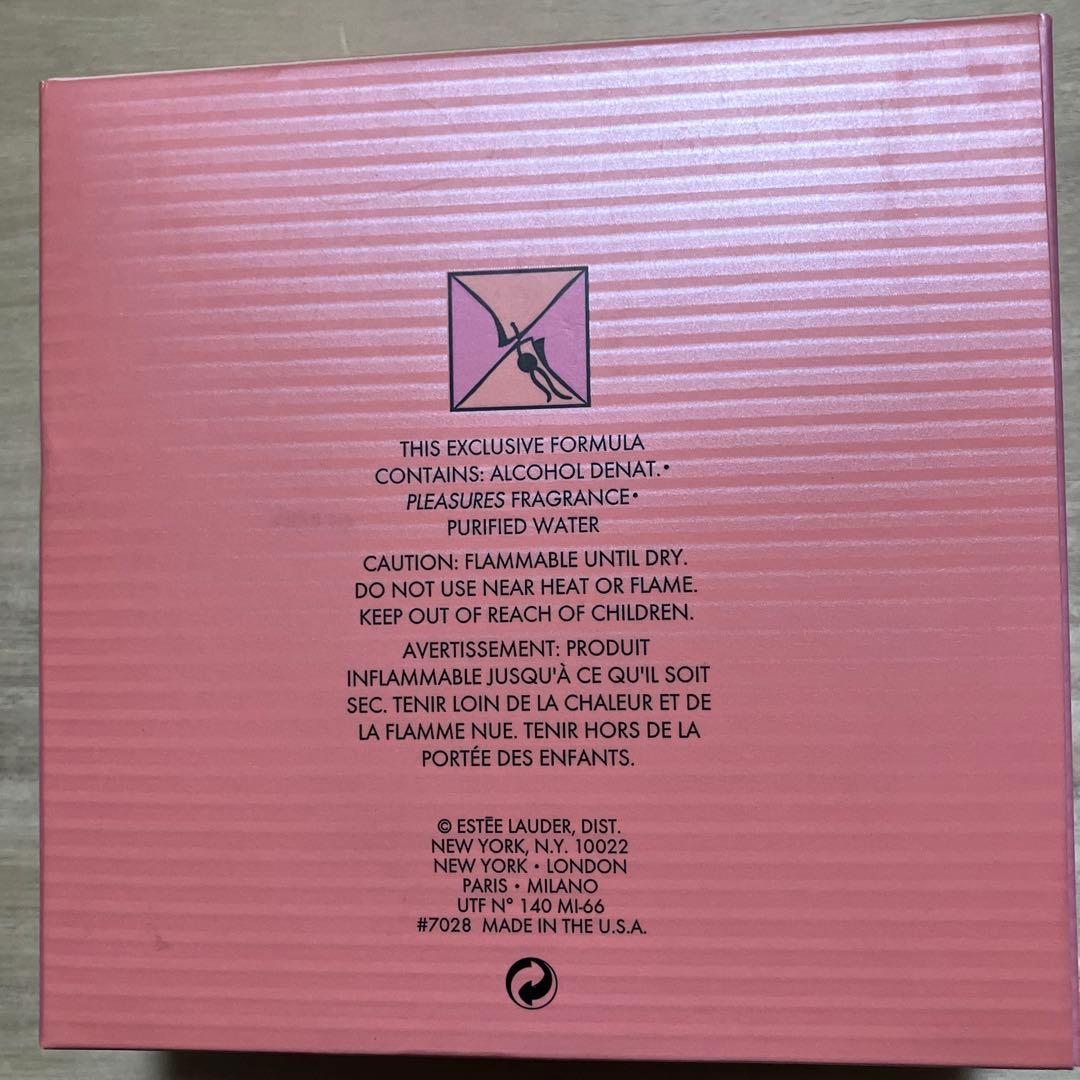 THIS EXCLUSIVE FORMULA
CONTAINS: ALCOHOL DENAT.•
PLEASURES FRAGRANCE•
PURIFIED WATER
CAUTION: FLAMMABLE UNTIL DRY.
DO NOT USE NEAR HEAT OR FLAME.
KEEP OUT OF REACH OF CHILDREN.
AVERTISSEMENT: PRODUIT
INFLAMMABLE JUSQU'À CE QU'IL SOIT
SEC. TENIR LOIN DE LA CHALEUR ET DE
LA FLAMME NUE. TENIR HORS DE LA
PORTÉE DES ENFANTS.
© ESTĒE LAUDER, DIST.
NEW YORK, N.Y. 10022
NEW YORK • LONDON
PARIS • MILANO
UTF N° 140 MI-66
#7028 MADE IN THE U.S.A.